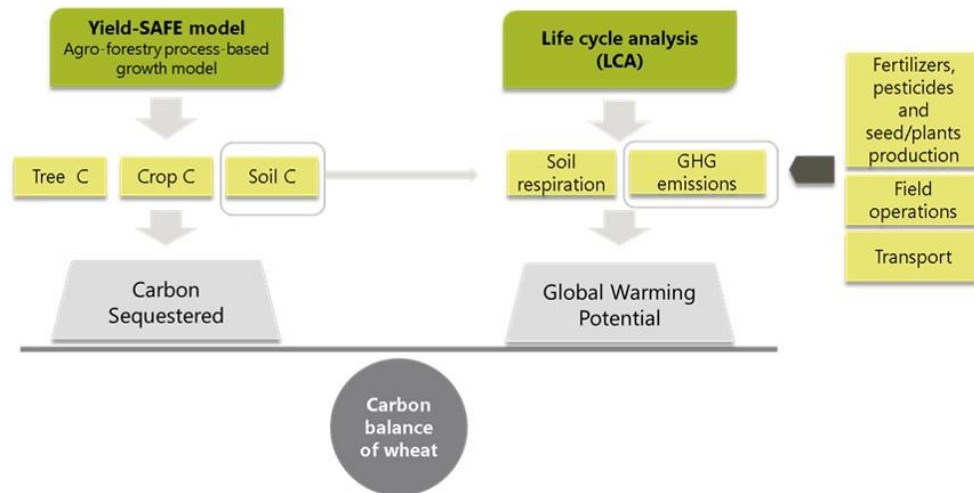 Yield-SAFE model
Agro-forestry process-based
growth model
Life cycle analysis
(LCA)
Fertilizers,
pesticides
and
seed/plants
production
Tree C
Crop C
Soil C
Soil
respiration
GHG
emissions
Field
operations
Transport
Carbon
Sequestered
Global Warming
Potential
Carbon
balance
of wheat